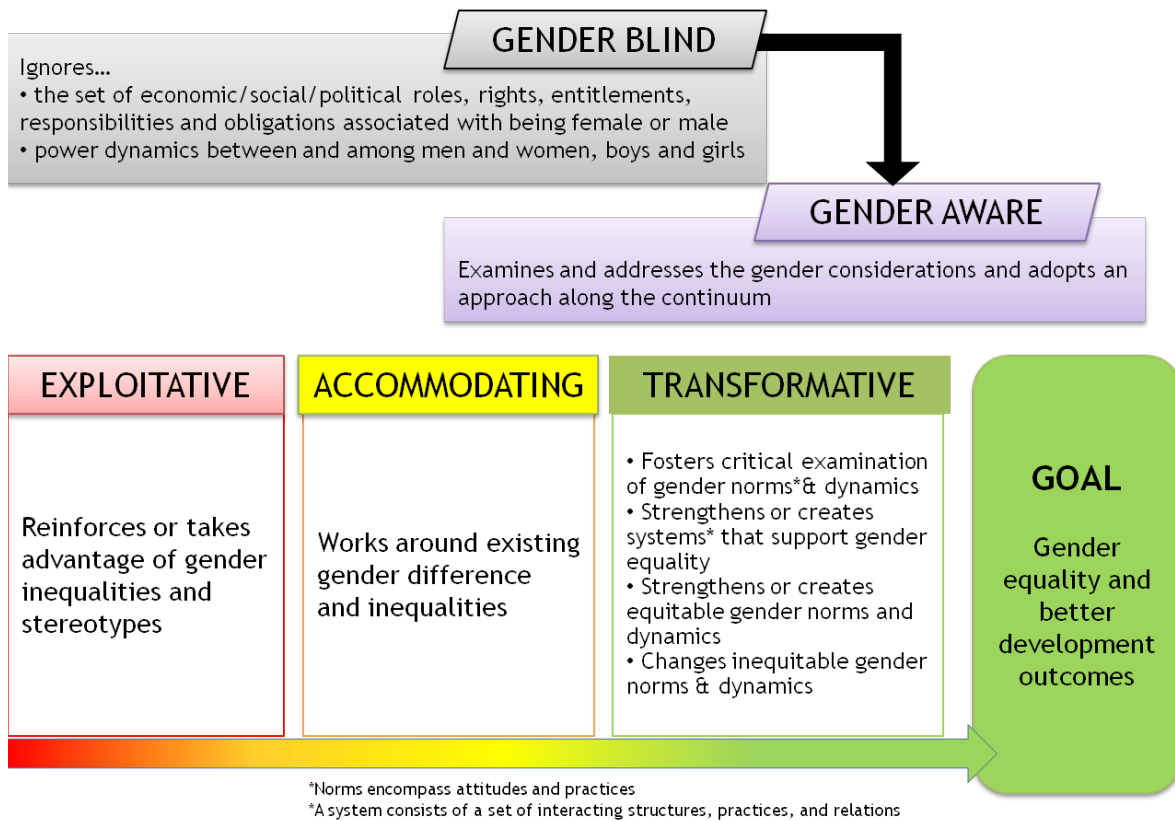 GENDER BLIND
Ignores…
• the set of economic/social/political roles, rights, entitlements,
responsibilities and obligations associated with being female or male
• power dynamics between and among men and women, boys and girls
GENDER AWARE
Examines and addresses the gender considerations and adopts an
approach along the continuum
EXPLOITATIVE
Reinforces or takes
advantage of gender
inequalities and
stereotypes
ACCOMMODATING
Works around existing
gender difference
and inequalities
TRANSFORMATIVE
• Fosters critical examination
of gender norms*& dynamics
• Strengthens or creates
systems* that support gender
equality
• Strengthens or creates
equitable gender norms and
dynamics
• Changes inequitable gender
norms & dynamics
GOAL
Gender
equality and
better
development
outcomes
*Norms encompass attitudes and practices
*A system consists of a set of interacting structures, practices, and relations